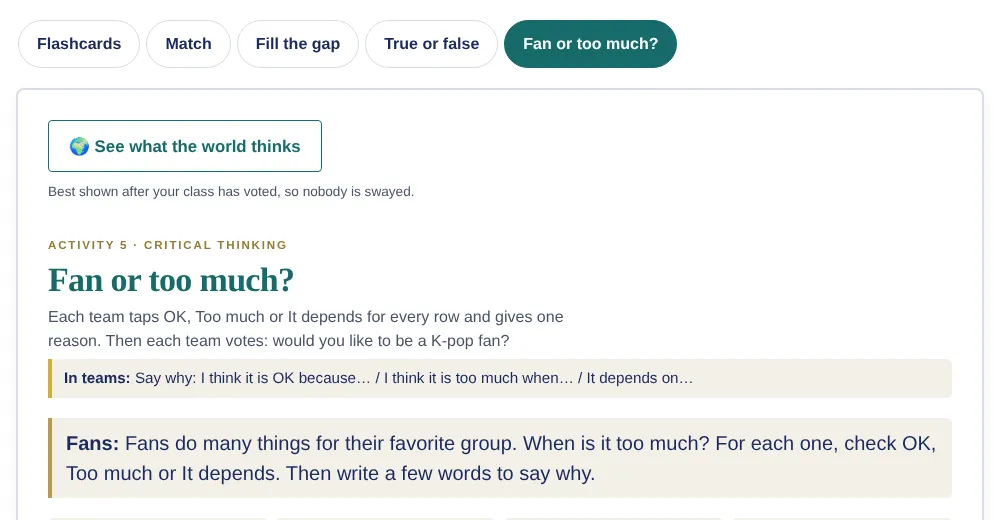 Flashcards
Match
Fill the gap
True or false
Fan or too much?
🌍 See what the world thinks
Best shown after your class has voted, so nobody is swayed.
ACTIVITY 5 · CRITICAL THINKING
Fan or too much?
Each team taps OK, Too much or It depends for every row and gives one
reason. Then each team votes: would you like to be a K-pop fan?
In teams: Say why: I think it is OK because… / I think it is too much when… / It depends on…
Fans: Fans do many things for their favorite group. When is it too much? For each one, check OK,
Too much or It depends. Then write a few words to say why.